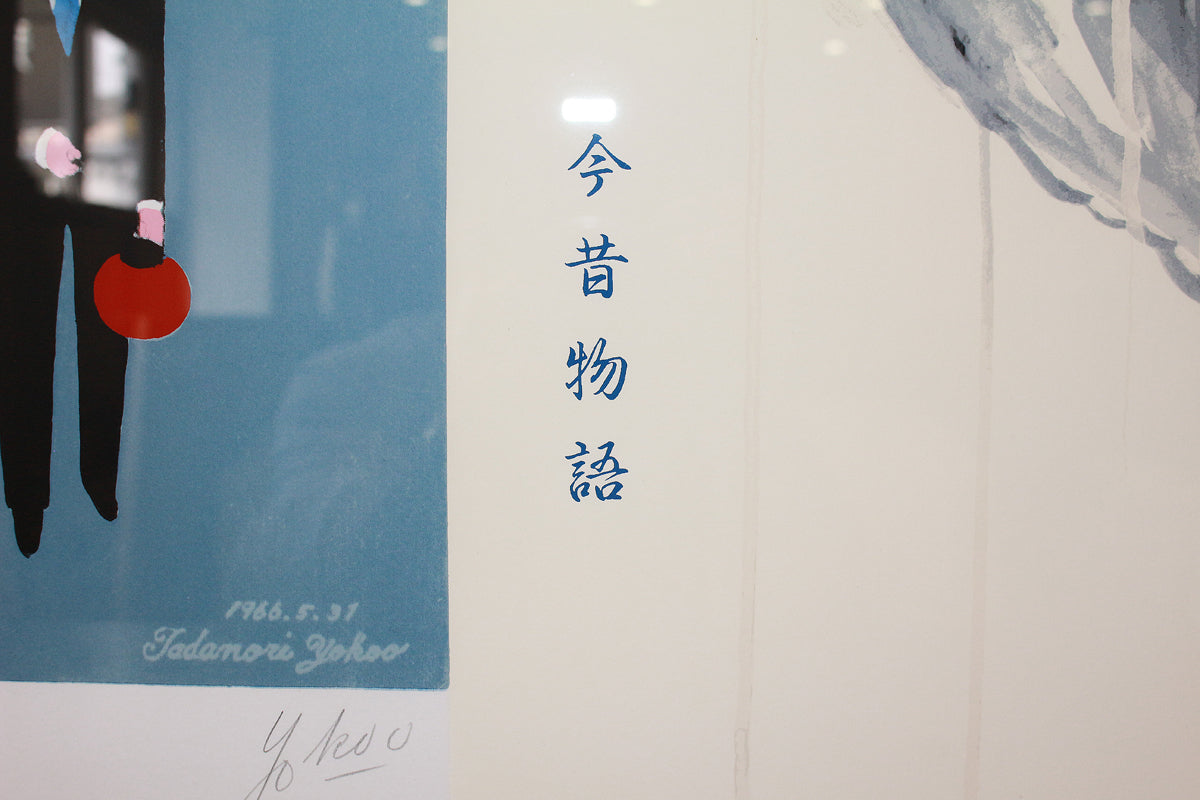 今昔物語
1966.5.31
Tadanori Yokoo
Yokoo